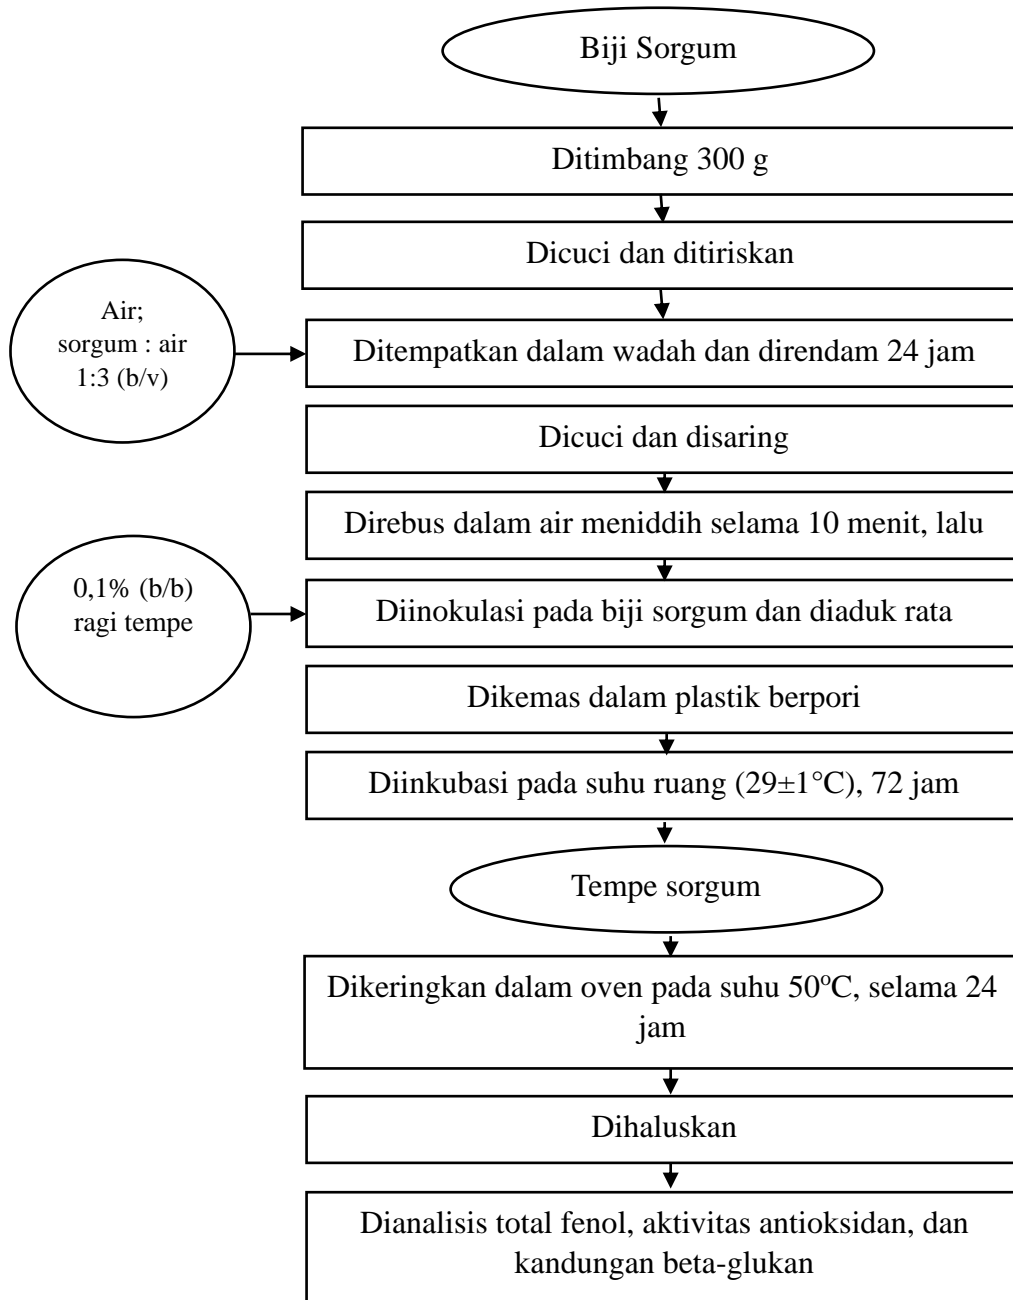 Biji Sorgum
Ditimbang 300 g
Dicuci dan ditiriskan
Air;
sorgum : air
1:3 (b/v)
Ditempatkan dalam wadah dan direndam 24 jam
Dicuci dan disaring
Direbus dalam air meniddih selama 10 menit, lalu
0,1% (b/b)
ragi tempe
Diinokulasi pada biji sorgum dan diaduk rata
Dikemas dalam plastik berpori
Diinkubasi pada suhu ruang (29±1°C), 72 jam
Tempe sorgum
Dikeringkan dalam oven pada suhu 50°C, selama 24
jam
Dihaluskan
Dianalisis total fenol, aktivitas antioksidan, dan
kandungan beta-glukan